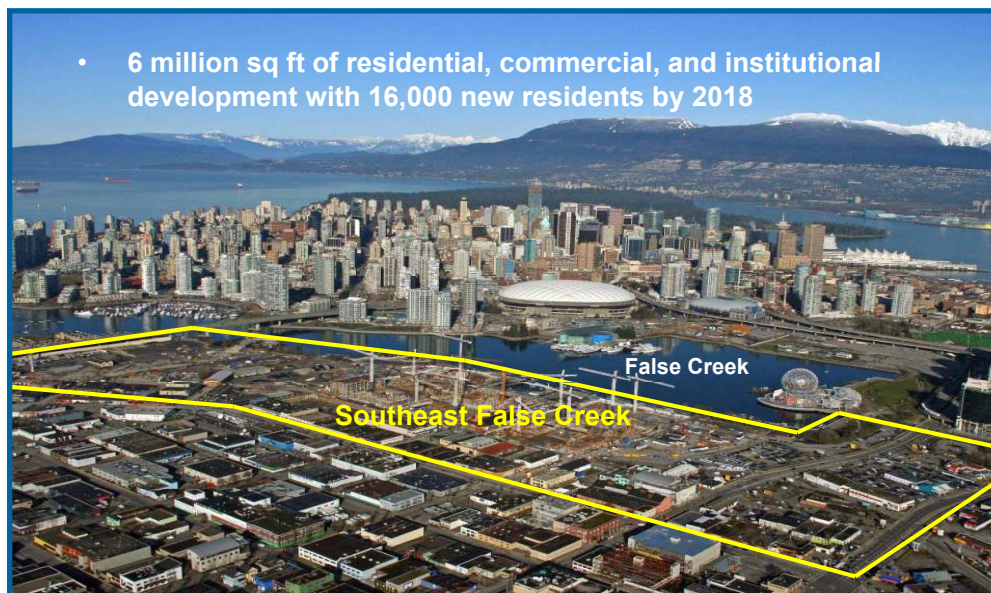 • 6 million sq ft of residential, commercial, and institutional
development with 16,000 new residents by 2018
False Creek
Southeast False Creek